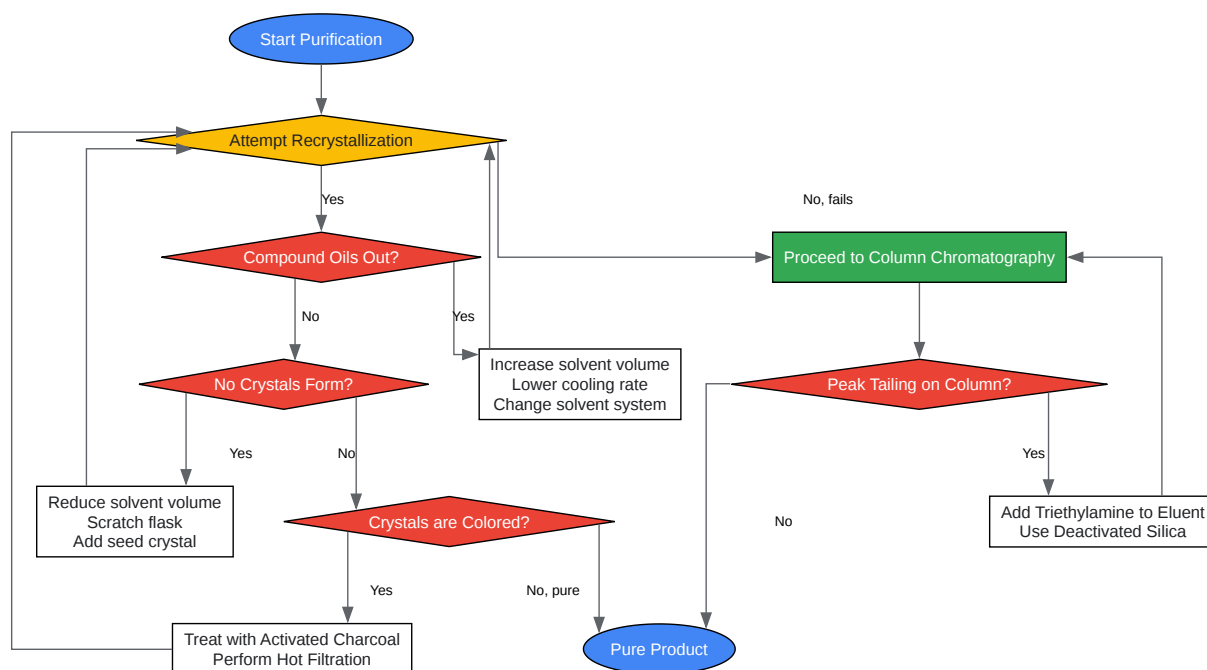 Start Purification
Attempt Recrystallization
Yes
No, fails
Compound Oils Out?
Proceed to Column Chromatography
No
Yes
Increase solvent volume
Lower cooling rate
Change solvent system
No Crystals Form?
Peak Tailing on Column?
Yes
No
Yes
Reduce solvent volume
Scratch flask
Add seed crystal
Crystals are Colored?
No
Add Triethylamine to Eluent
Use Deactivated Silica
Yes
No, pure
Treat with Activated Charcoal
Perform Hot Filtration
Pure Product